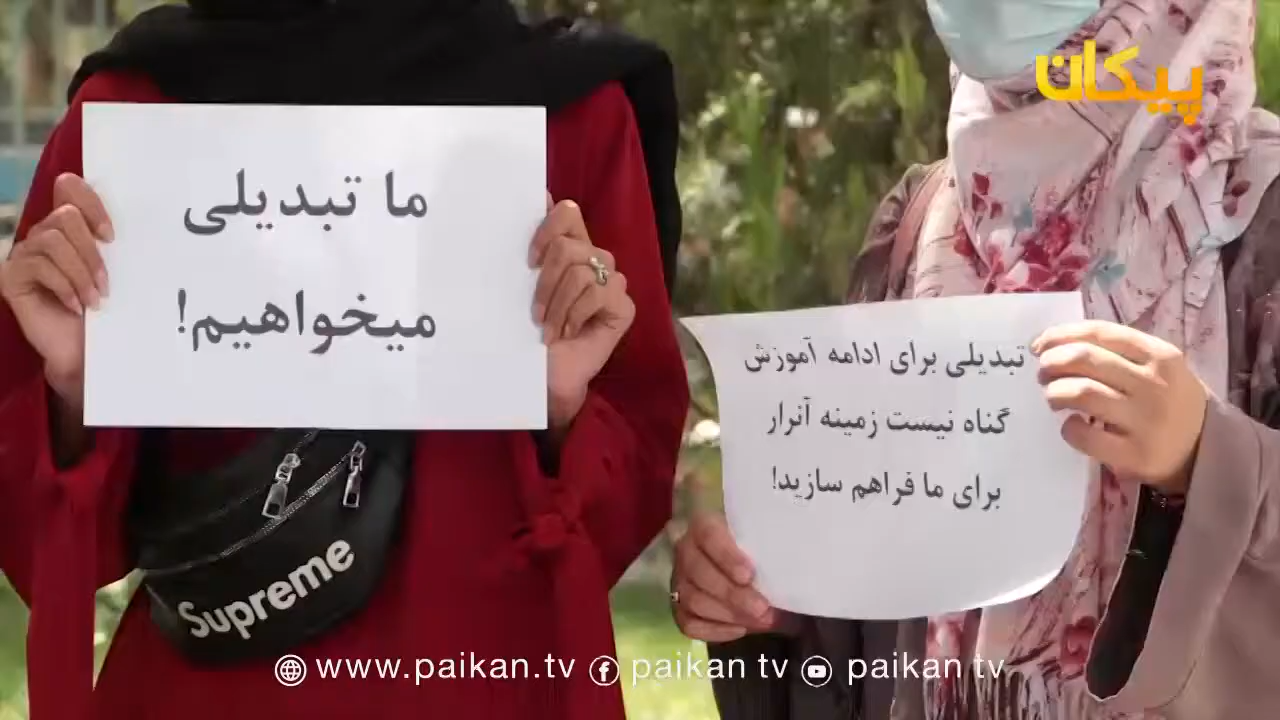 پیکان
ما تبدیلی
میخواهیم!
تبدیلی برای ادامه آموزش
گناه نیست زمینه آنرار
برای ما فراهم سازید!
Supreme
www.paikan.tv paikan tv paikan tv